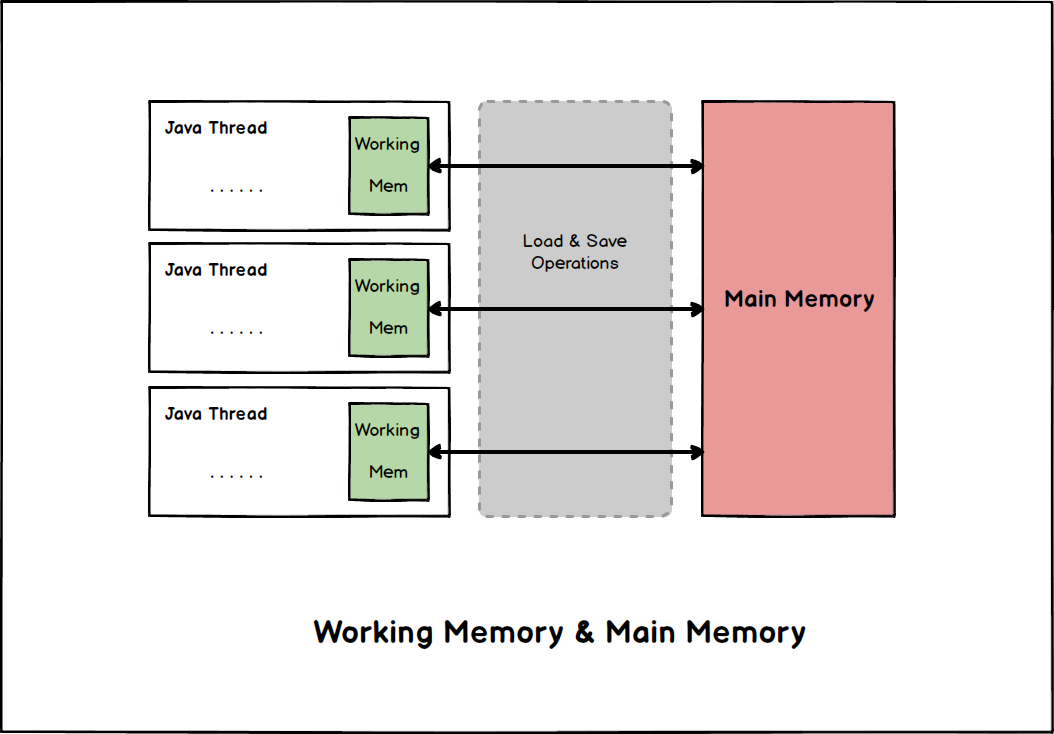 Java Thread
Working
Mem
......
Java Thread
Working
Mem
......
Java Thread
Working
Mem
......
Load & Save
Operations
Main Memory
Working Memory & Main Memory